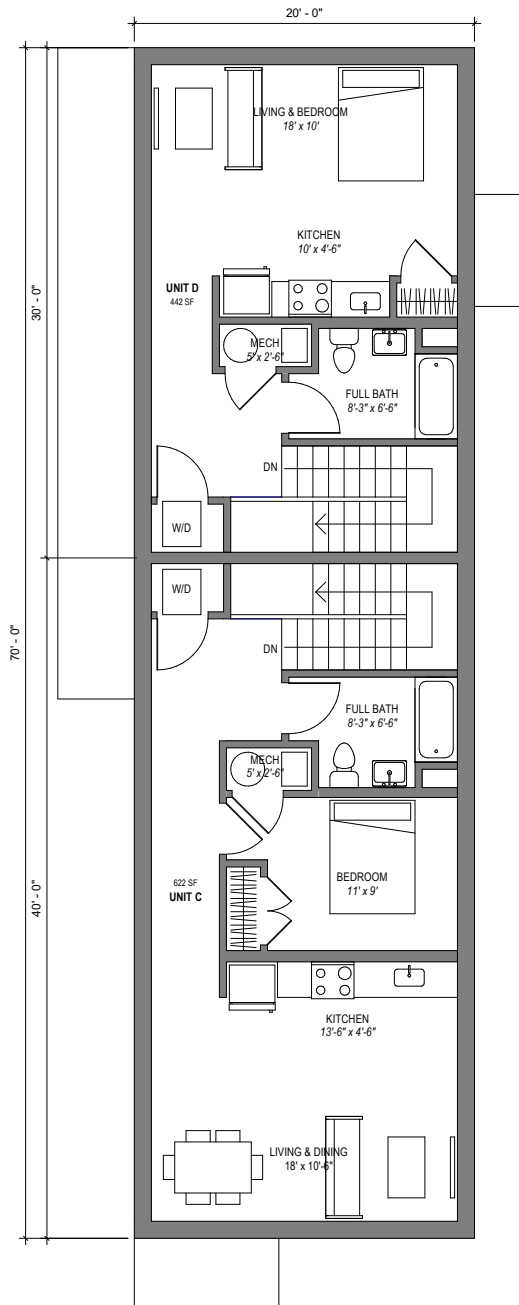 20' - 0"
LIVING & BEDROOM
18' x 10'
KITCHEN
10' x 4'-6"
UNIT D
442 SF
30' - 0"
MECH
5' x 2'-6"
FULL BATH
8'-3" x 6'-6"
DN
W/D
W/D
70' - 0"
DN
FULL BATH
8'-3" x 6'-6"
MECH
5' x 2'-6"
BEDROOM
11' x 9'
622 SF
UNIT C
40' - 0"
KITCHEN
13'-6" x 4'-6"
LIVING & DINING
18' x 10'-6"